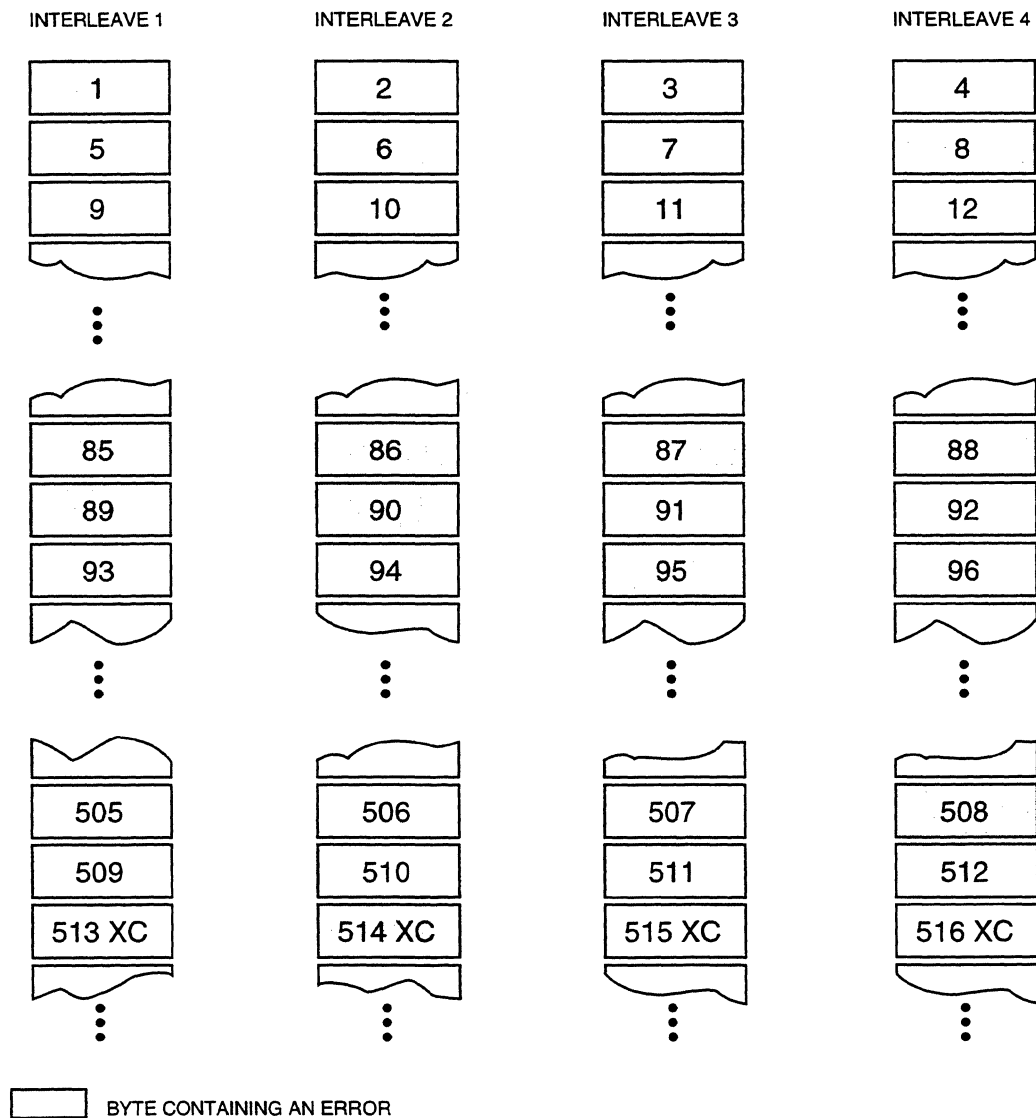 INTERLEAVE 1 INTERLEAVE 2 INTERLEAVE 3 INTERLEAVE 4
1 2 3 4
5 6 7 8
9 10 11 12
85 86 87 88
89 90 91 92
93 94 95 96
505 506 507 508
509 510 511 512
513 XC 514 XC 515 XC 516 XC
BYTE CONTAINING AN ERROR